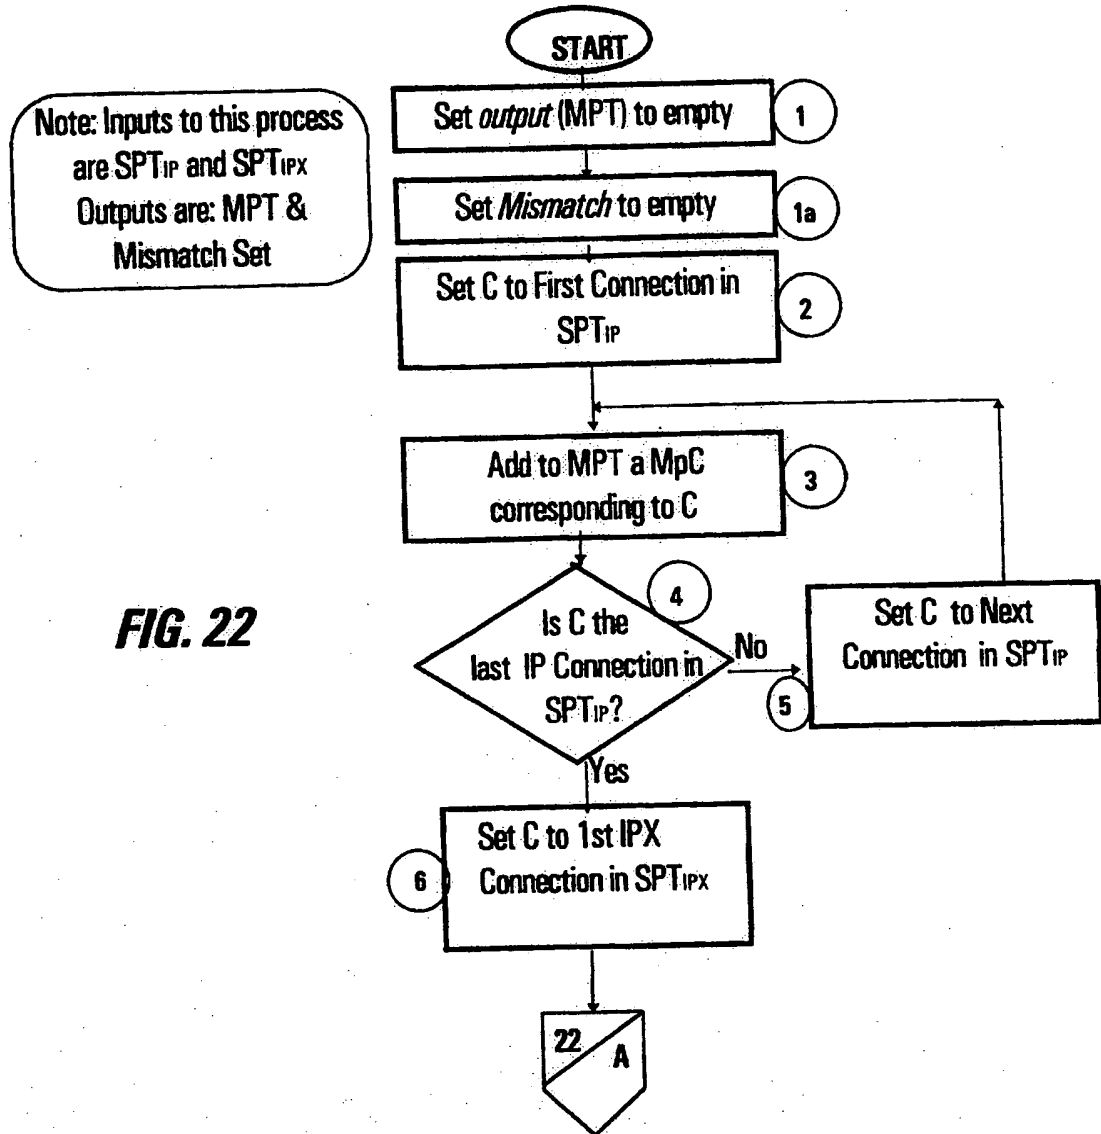 START
Note: Inputs to this process
are SPTIP and SPTIPX
Outputs are: MPT &
Mismatch Set
Set output (MPT) to empty
1
Set Mismatch to empty
1a
Set C to First Connection in
SPTIP
2
Add to MPT a MpC
corresponding to C
3
FIG. 22
4
Is C the
last IP Connection in
SPTIP?
No
5
Set C to Next
Connection in SPTIP
Yes
6
Set C to 1st IPX
Connection in SPTIPX
22
A